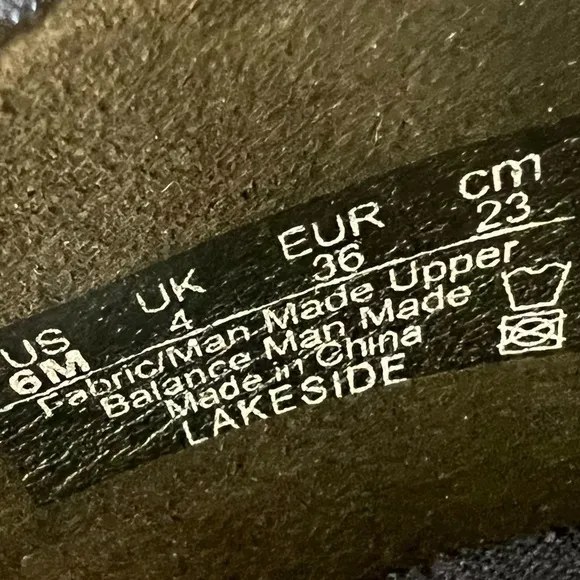 US UK EUR cm
6M 4 36 23
Fabric/Man Made Upper
Balance Man Made
Made in China
LAKESIDE